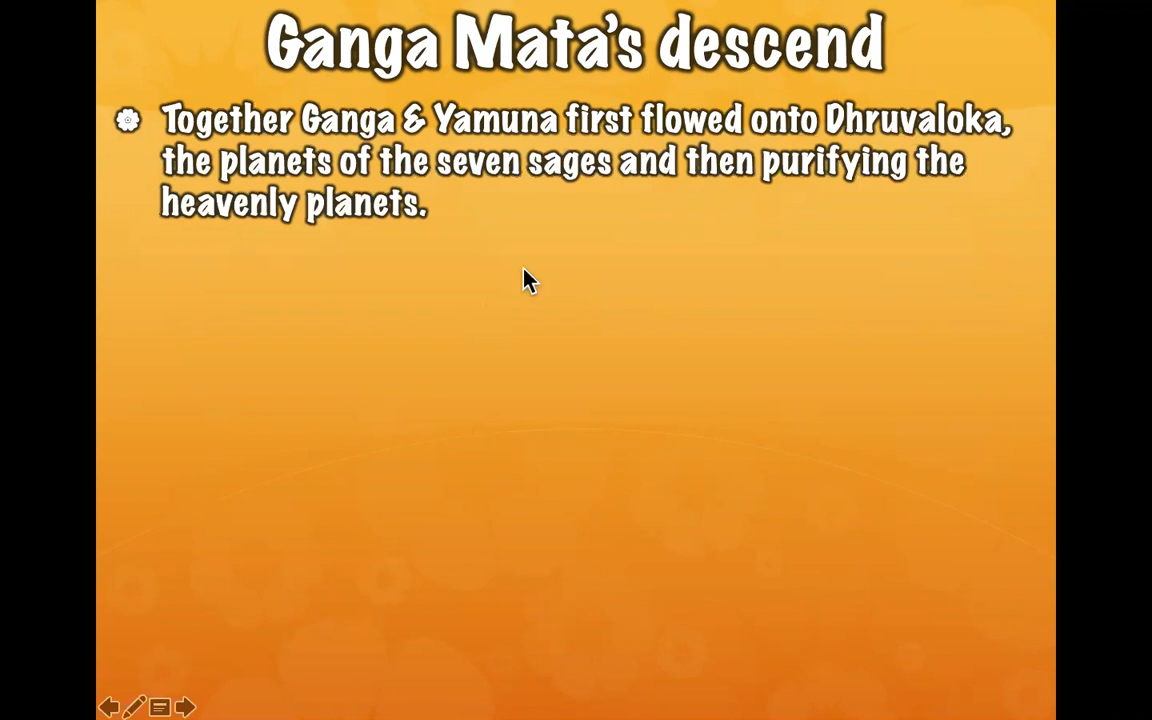 Ganga Mata's descend
Together Ganga & Yamuna first flowed onto Dhruvaloka,
the planets of the seven sages and then purifying the
heavenly planets.